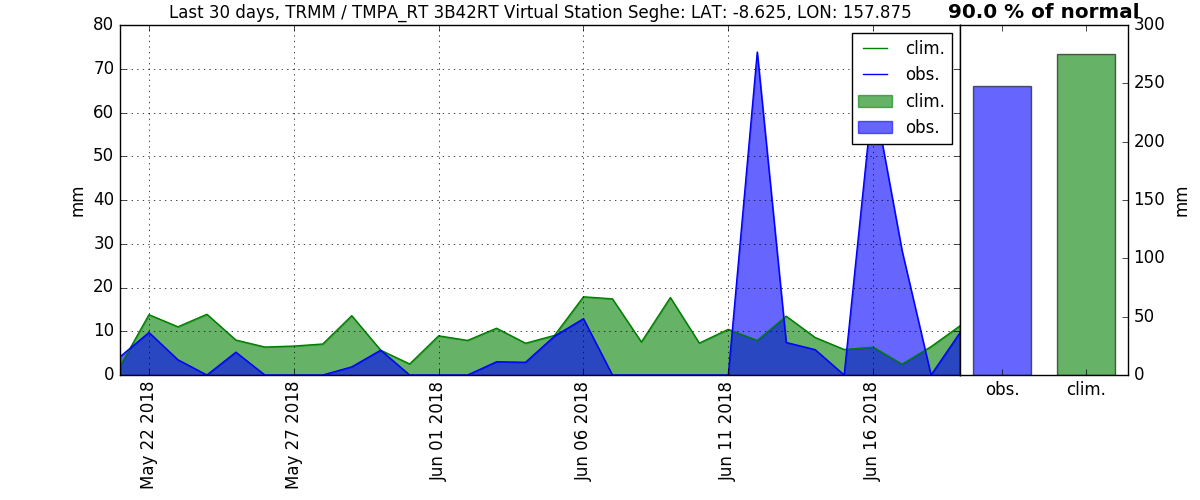 Last 30 days, TRMM / TMPA_RT 3B42RT Virtual Station Seghe: LAT: -8.625, LON: 157.875
90.0 % of normal
80
70
60
50
40
30
20
10
0
mm
clim.
obs.
clim.
obs.
May 22 2018
May 27 2018
Jun 01 2018
Jun 06 2018
Jun 11 2018
Jun 16 2018
300
250
200
150
100
50
0
mm
obs.
clim.